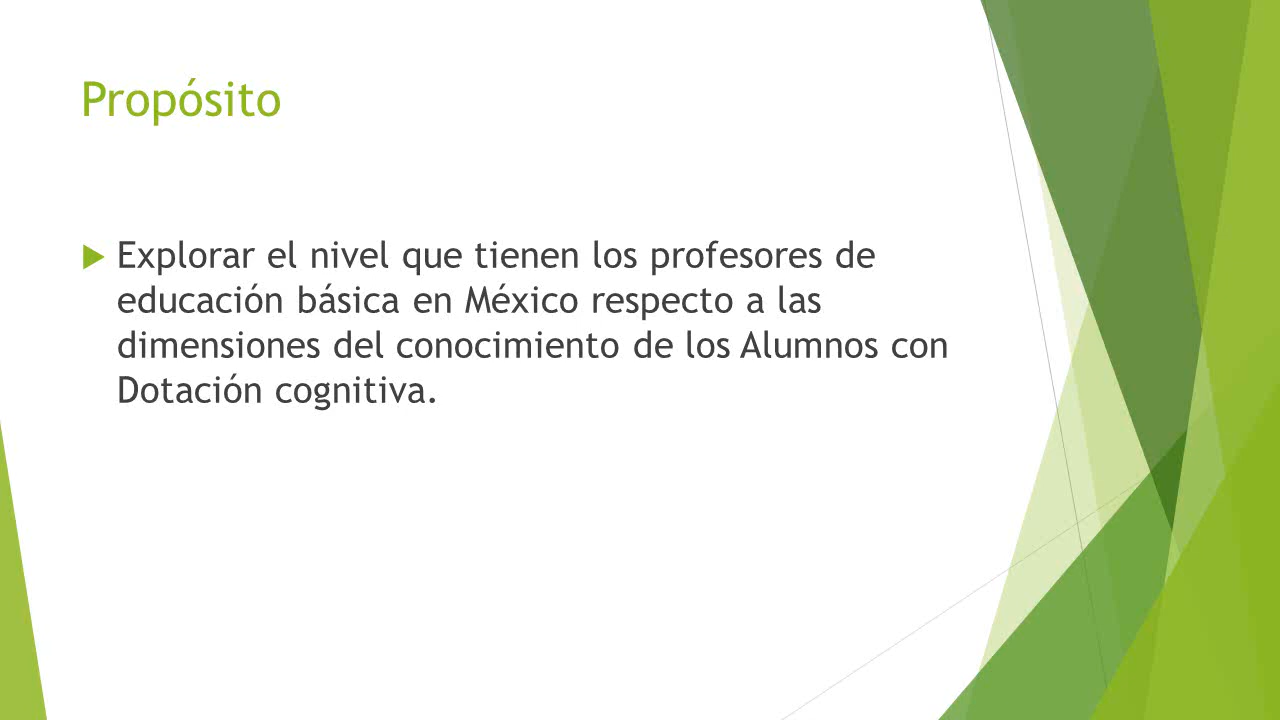 Propósito
Explorar el nivel que tienen los profesores de
educación básica en México respecto a las
dimensiones del conocimiento de los Alumnos con
Dotación cognitiva.